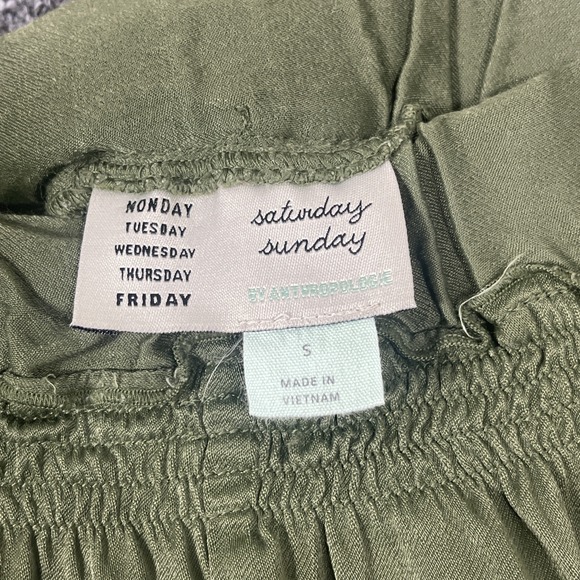 MONDAY
TUESDAY
WEDNESDAY
THURSDAY
FRIDAY
saturday
sunday
BY ANTHROPOLOGIE
S
MADE IN
VIETNAM